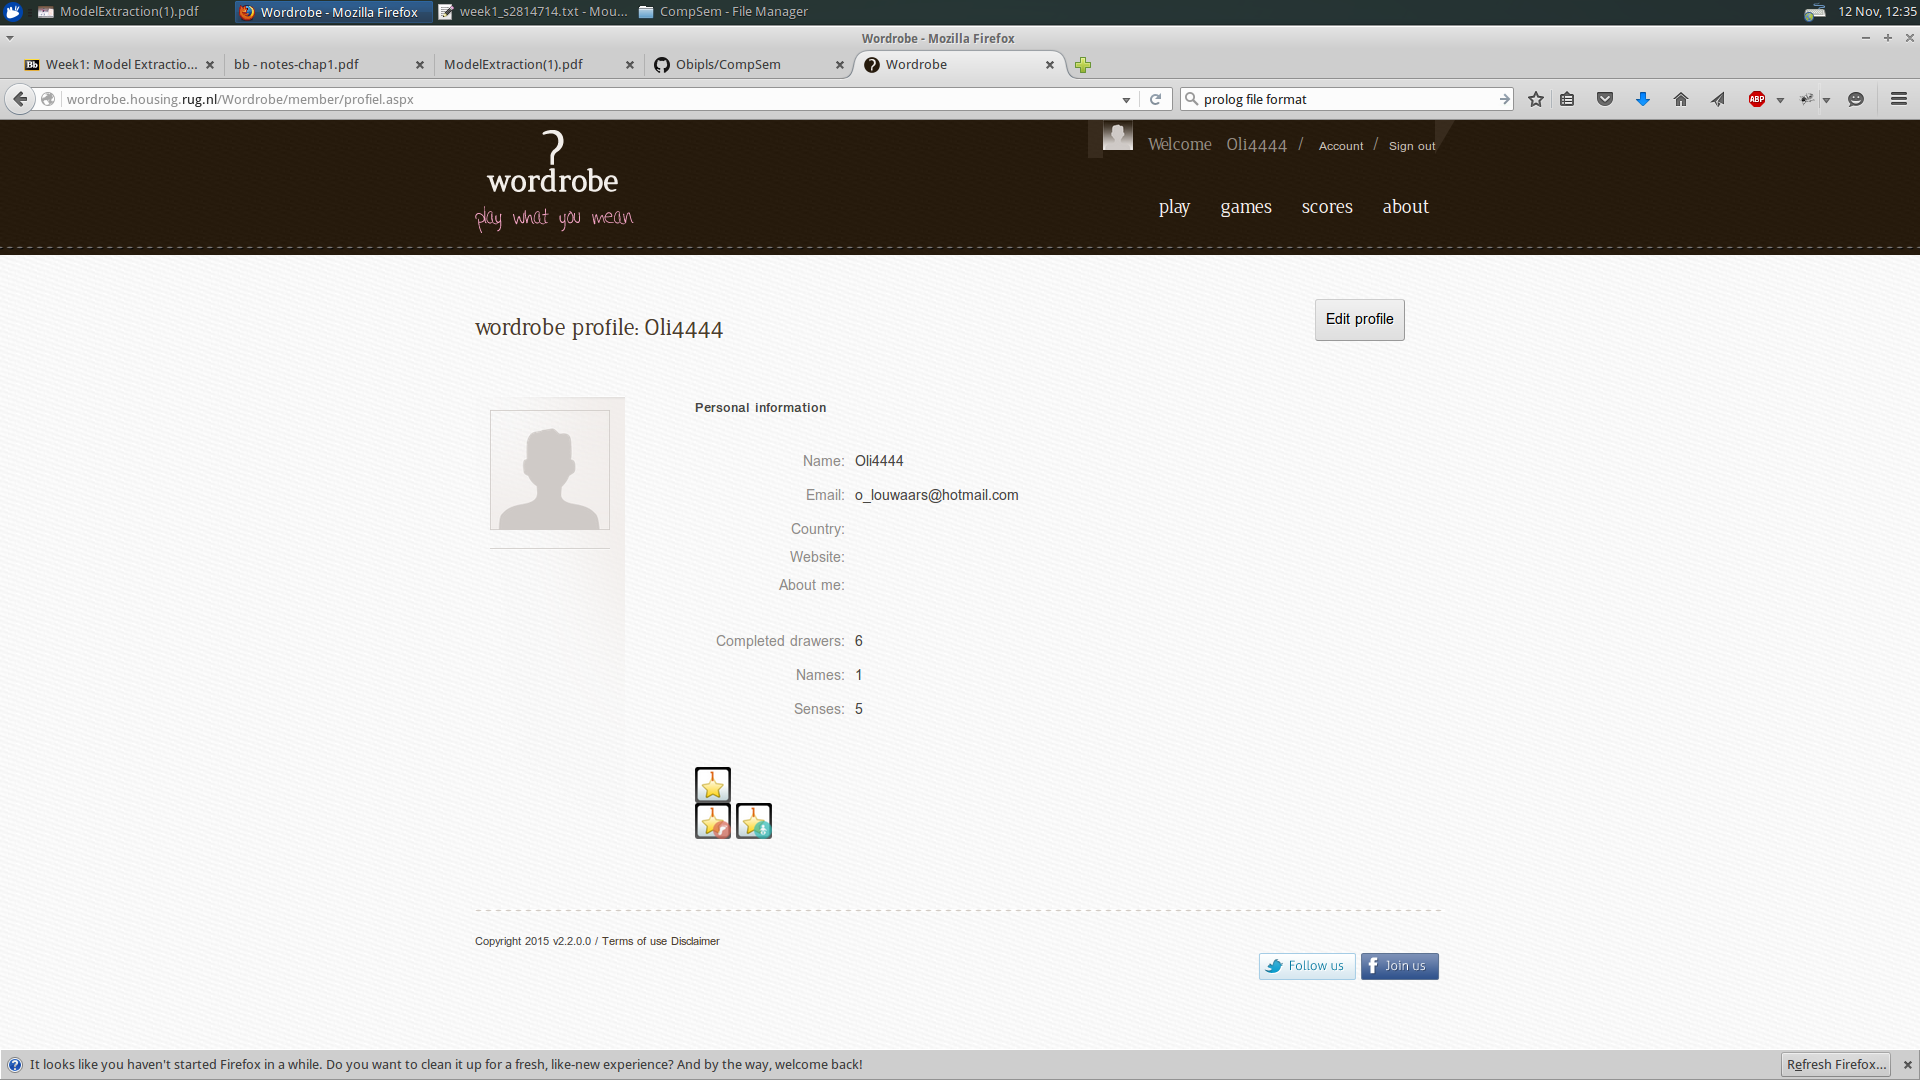 ModelExtraction(1).pdf Wordrobe - Mozilla Firefox week1_s2814714.txt - Mou... CompSem - File Manager 12 Nov, 12:35
Wordrobe - Mozilla Firefox
Bb Week1: Model Extractio... bb - notes-chap1.pdf ModelExtraction(1).pdf Obipls/CompSem Wordrobe
wordrobe.housing.rug.nl/Wordrobe/member/profiel.aspx prolog file format ABP
Welcome Oli4444 / Account / Sign out
wordrobe
play what you mean
play games scores about
wordrobe profile: Oli4444
Edit profile
Personal information
Name: Oli4444
Email: o_louwaars@hotmail.com
Country:
Website:
About me:
Completed drawers: 6
Names: 1
Senses: 5
1
1 1
Copyright 2015 v2.2.0.0 / Terms of use Disclaimer
Follow us f Join us
It looks like you haven't started Firefox in a while. Do you want to clean it up for a fresh, like-new experience? And by the way, welcome back! Refresh Firefox...